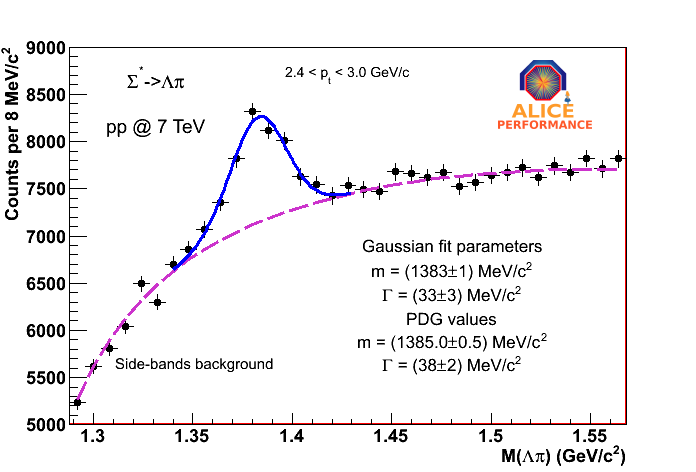 9000
8500
8000
7500
7000
6500
6000
5500
5000
Counts per 8 MeV/c²
Σ*->Λπ
2.4 < pₜ < 3.0 GeV/c
pp @ 7 TeV
ALICE
PERFORMANCE
Gaussian fit parameters
m = (1383±1) MeV/c²
Γ = (33±3) MeV/c²
PDG values
m = (1385.0±0.5) MeV/c²
Γ = (38±2) MeV/c²
Side-bands background
1.3 1.35 1.4 1.45 1.5 1.55
M(Λπ) (GeV/c²)